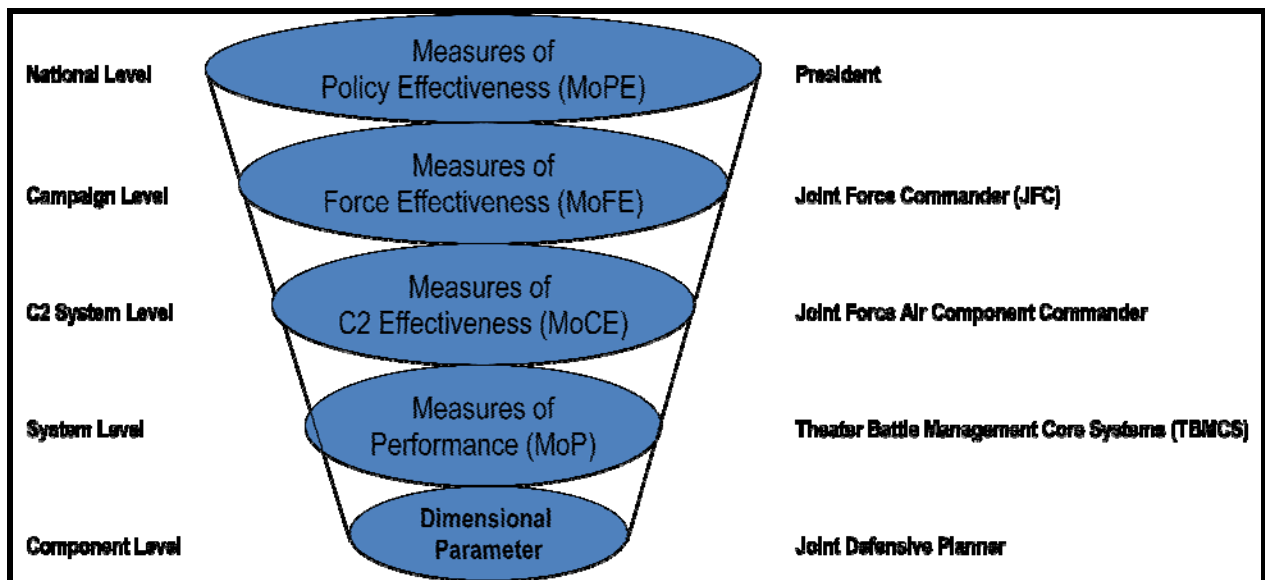 National Level
Measures of
Policy Effectiveness (MoPE)
President
Campaign Level
Measures of
Force Effectiveness (MoFE)
Joint Force Commander (JFC)
C2 System Level
Measures of
C2 Effectiveness (MoCE)
Joint Force Air Component Commander
System Level
Measures of
Performance (MoP)
Theater Battle Management Core Systems (TBMCS)
Component Level
Dimensional
Parameter
Joint Defensive Planner